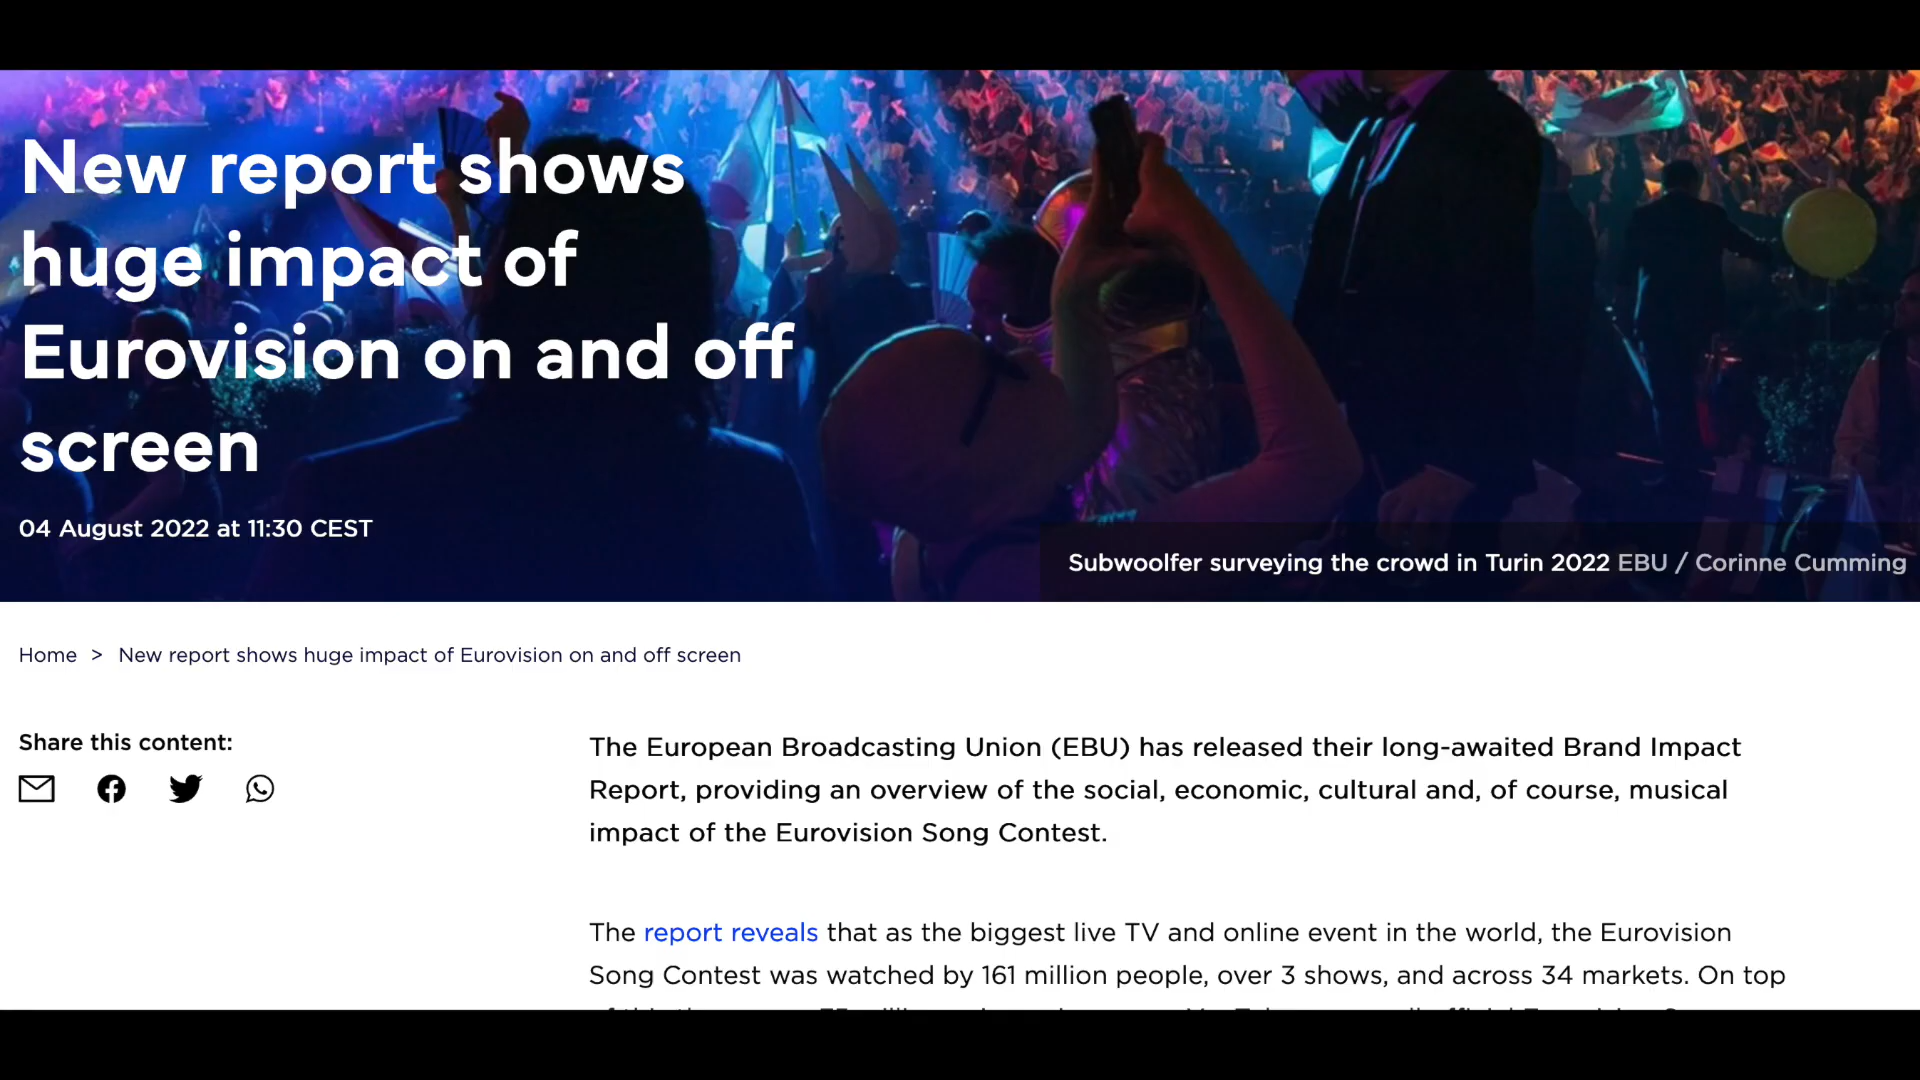 New report shows
huge impact of
Eurovision on and off
screen
04 August 2022 at 11:30 CEST
Subwoolfer surveying the crowd in Turin 2022 EBU / Corinne Cumming
Home > New report shows huge impact of Eurovision on and off screen
Share this content:
The European Broadcasting Union (EBU) has released their long-awaited Brand Impact
Report, providing an overview of the social, economic, cultural and, of course, musical
impact of the Eurovision Song Contest.
The report reveals that as the biggest live TV and online event in the world, the Eurovision
Song Contest was watched by 161 million people, over 3 shows, and across 34 markets. On top